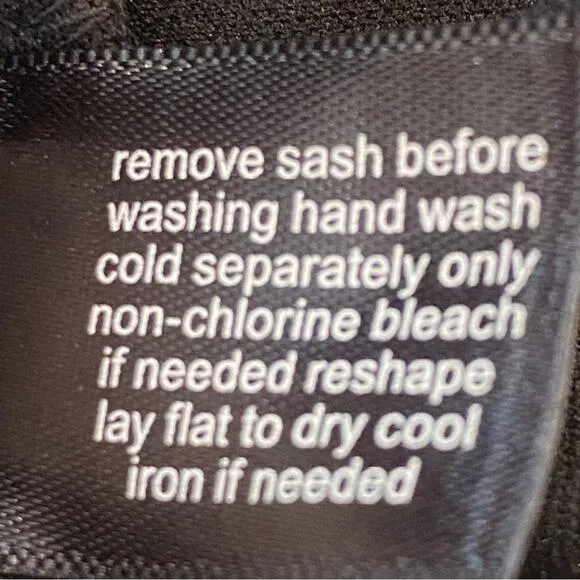 remove sash before
washing hand wash
cold separately only
non-chlorine bleach
if needed reshape
lay flat to dry cool
iron if needed